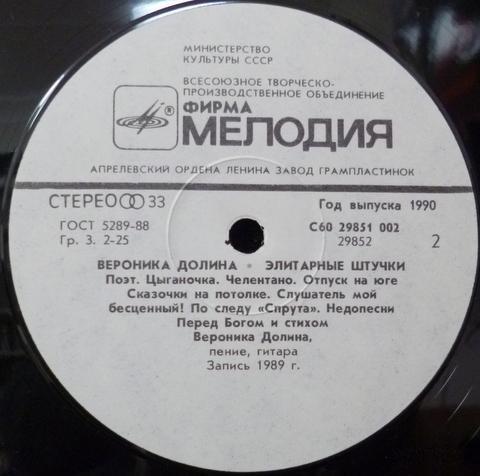 МИНИСТЕРСТВО
КУЛЬТУРЫ СССР
ВСЕСОЮЗНОЕ ТВОРЧЕСКО-
ПРОИЗВОДСТВЕННОЕ ОБЪЕДИНЕНИЕ
ФИРМА
® МЕЛОДИЯ
АПРЕЛЕВСКИЙ ОРДЕНА ЛЕНИНА ЗАВОД ГРАМПЛАСТИНОК
СТЕРЕО 33 Год выпуска 1990
ГОСТ 5289-88 С60 29851 002
Гр. 3. 2-25 29852 2
ВЕРОНИКА ДОЛИНА • ЭЛИТАРНЫЕ ШТУЧКИ
Поэт. Цыганочка. Челентано. Отпуск на юге
Сказочки на потолке. Слушатель мой
бесценный! По следу «Спрута». Недопесни
Перед Богом и стихом
Вероника Долина,
пение, гитара
Запись 1989 г.